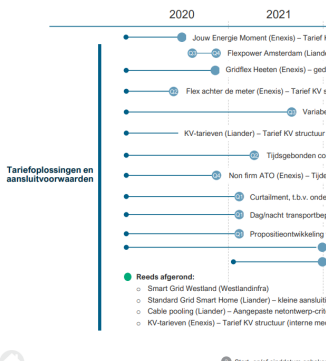 2020 2021
Jouw Energie Moment (Enexis) – Tarief
Q3 Q4 Flexpower Amsterdam (Liander
Gridflex Heeten (Enexis) – ged
Q2 Flex achter de meter (Enexis) – Tarief KV s
Q3 Variabe
KV-tarieven (Liander) – Tarief KV structuur
Q2 Tijdsgebonden co
Tariefoplossingen en
aansluitvoorwaarden
Q4 Non firm ATO (Enexis) – Tijde
Q1 Curtailment, t.b.v. onde
Q1 Dag/nacht transportbep
Q1 Propositieontwikkeling
Reeds afgerond:
Smart Grid Westland (Westlandinfra)
Standard Grid Smart Home (Liander) – kleine aansluiti
Cable pooling (Liander) – Aangepaste netontwerp-crite
KV-tarieven (Enexis) – Tarief KV structuur (interne me